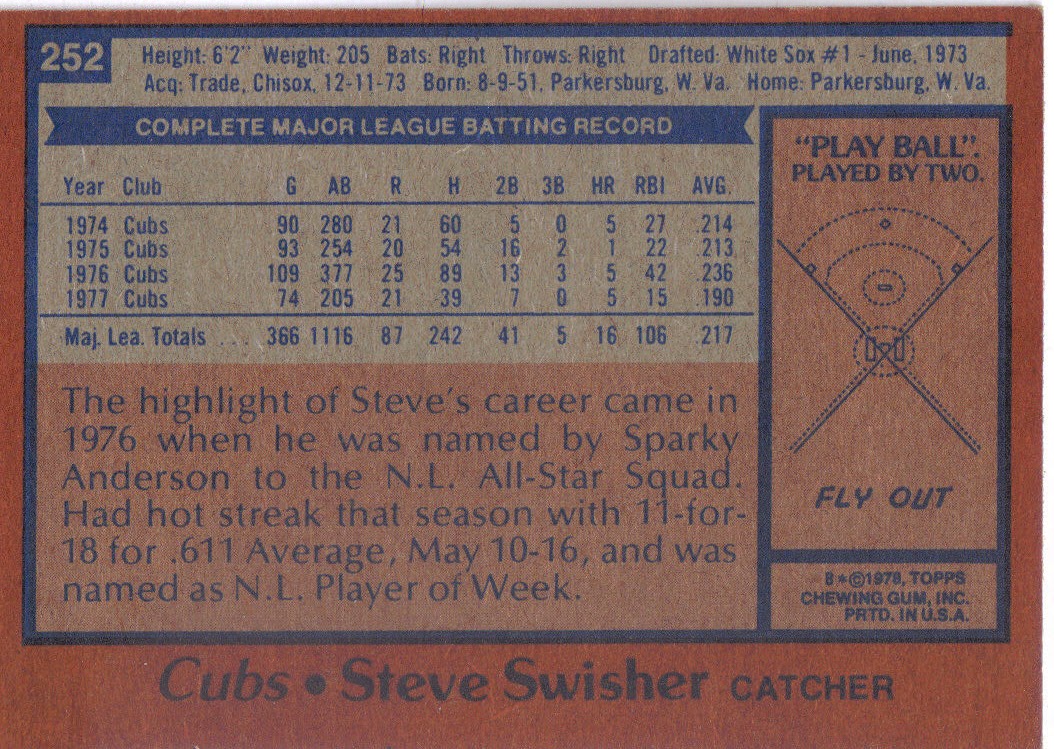 252
Height: 6'2" Weight: 205 Bats: Right Throws: Right Drafted: White Sox #1 - June, 1973
Acq: Trade, Chisox, 12-11-73 Born: 8-9-51, Parkersburg, W. Va. Home: Parkersburg, W. Va.
COMPLETE MAJOR LEAGUE BATTING RECORD
Year Club G AB R H 2B 3B HR RBI AVG.
1974 Cubs 90 280 21 60 5 0 5 27 .214
1975 Cubs 93 254 20 54 16 2 1 22 .213
1976 Cubs 109 377 25 89 13 3 5 42 .236
1977 Cubs 74 205 21 39 7 0 5 15 .190
Maj. Lea. Totals ... 366 1116 87 242 41 5 16 106 .217
The highlight of Steve's career came in
1976 when he was named by Sparky
Anderson to the N.L. All-Star Squad.
Had hot streak that season with 11-for-
18 for .611 Average, May 10-16, and was
named as N.L. Player of Week.
"PLAY BALL".
PLAYED BY TWO.
FLY OUT
B*©1978, TOPPS
CHEWING GUM, INC.
PRTD. IN U.S.A.
Cubs • Steve Swisher CATCHER